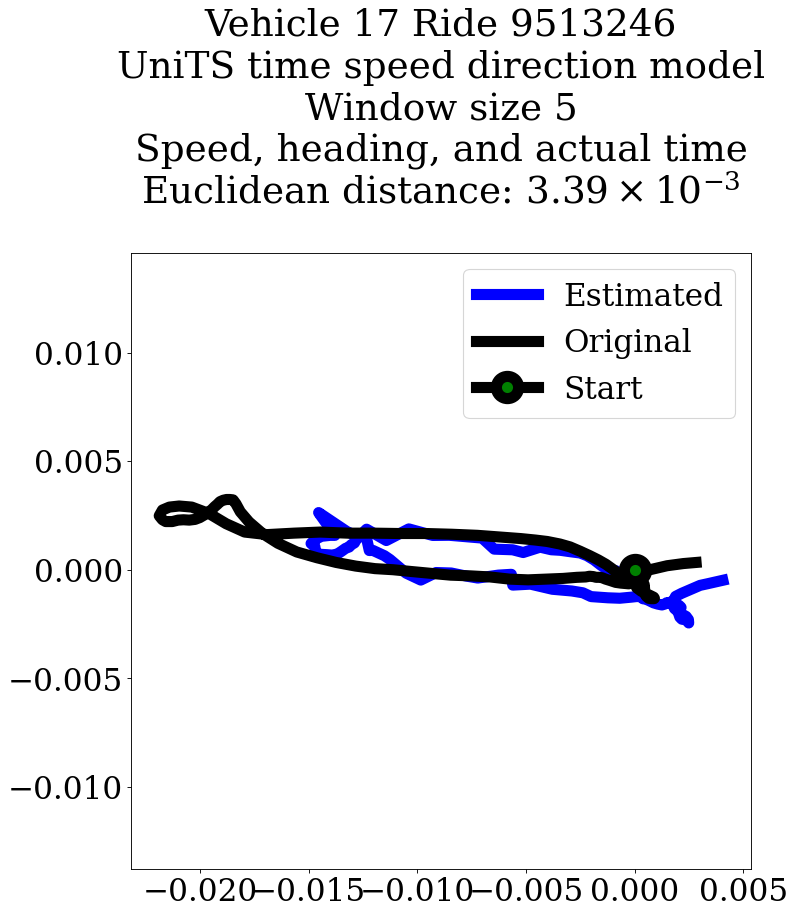 Vehicle 17 Ride 9513246
UniTS time speed direction model
Window size 5
Speed, heading, and actual time
Euclidean distance: 3.39 × 10⁻³
Estimated
Original
Start
0.010
0.005
0.000
−0.005
−0.010
−0.020 −0.015 −0.010 −0.005 0.000 0.005